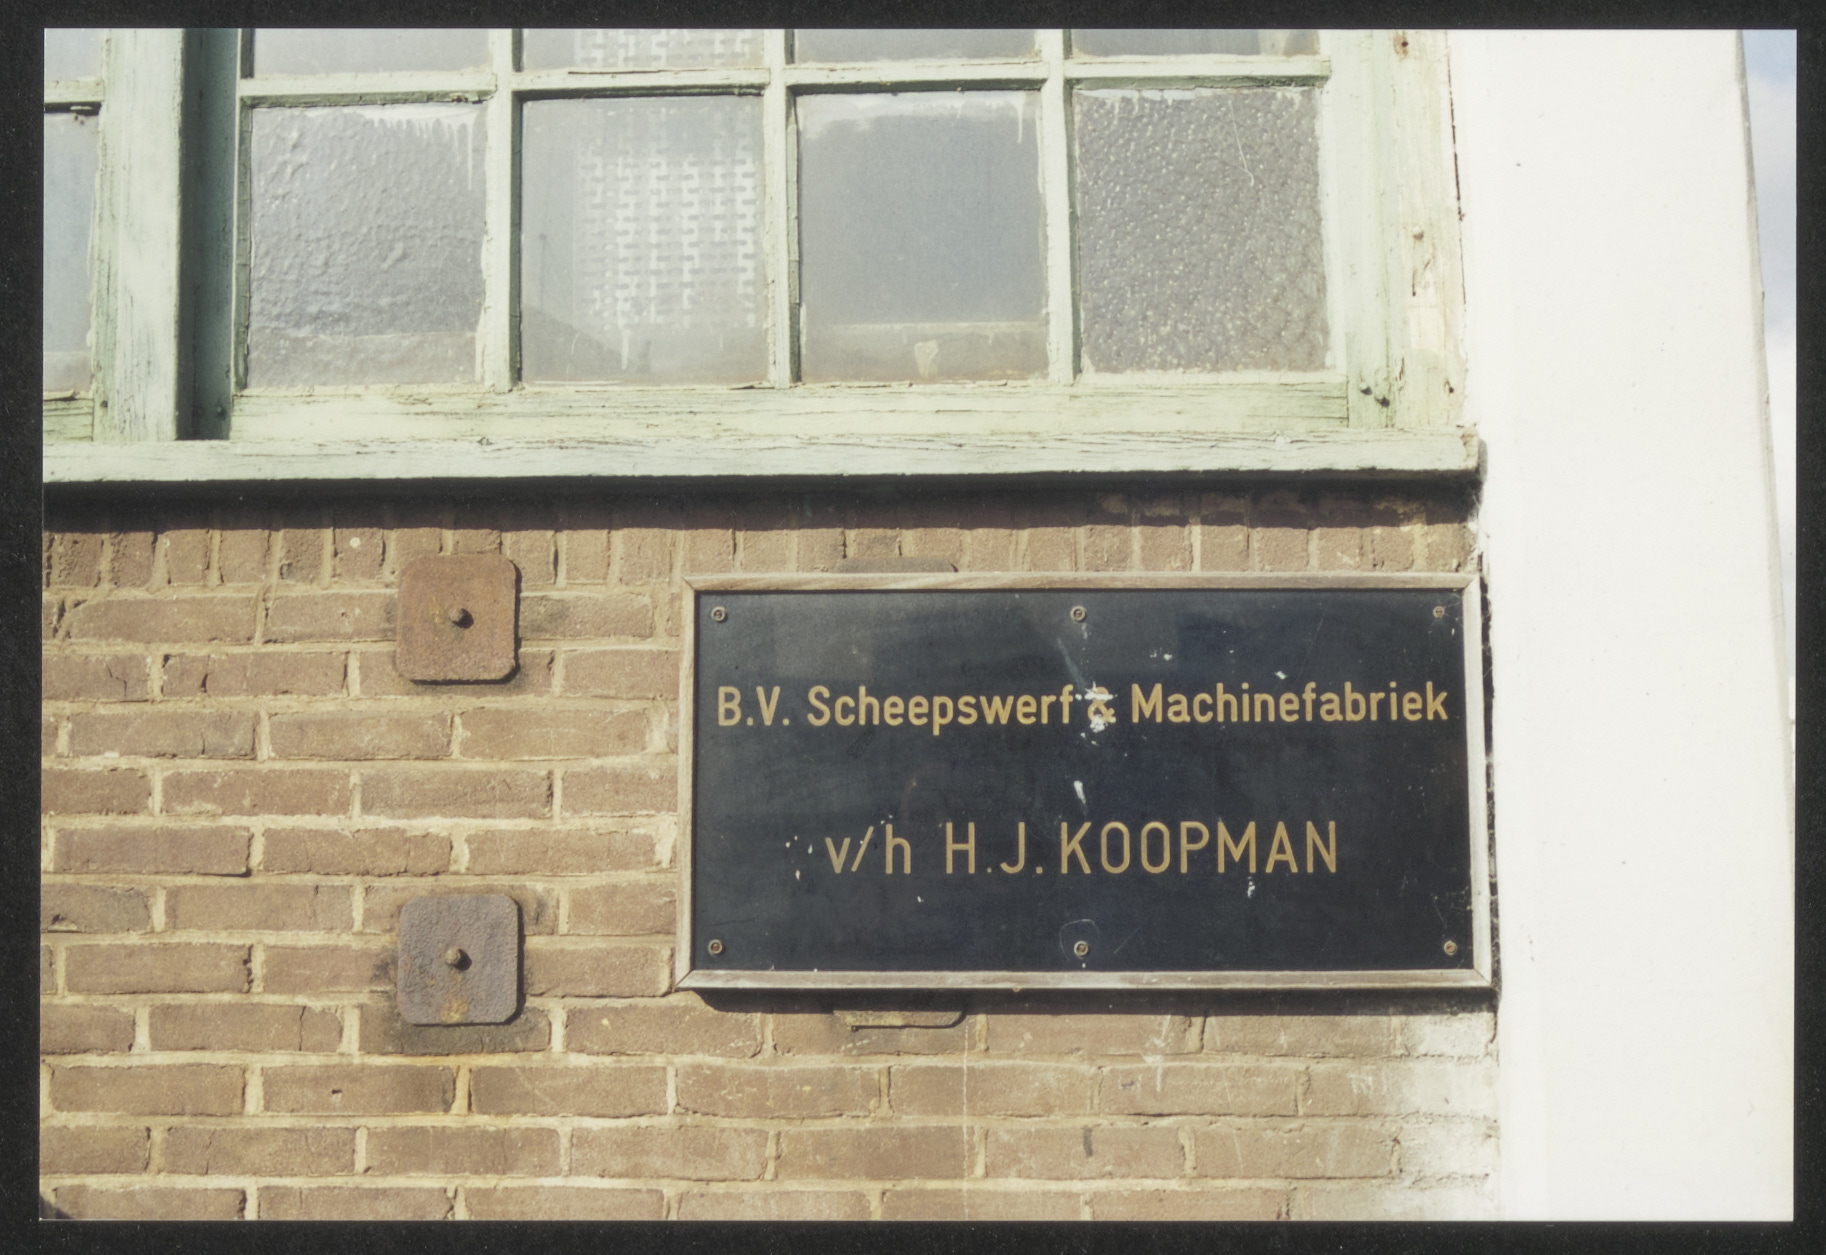 B.V. Scheepswerf & Machinefabriek
v/h H.J. KOOPMAN